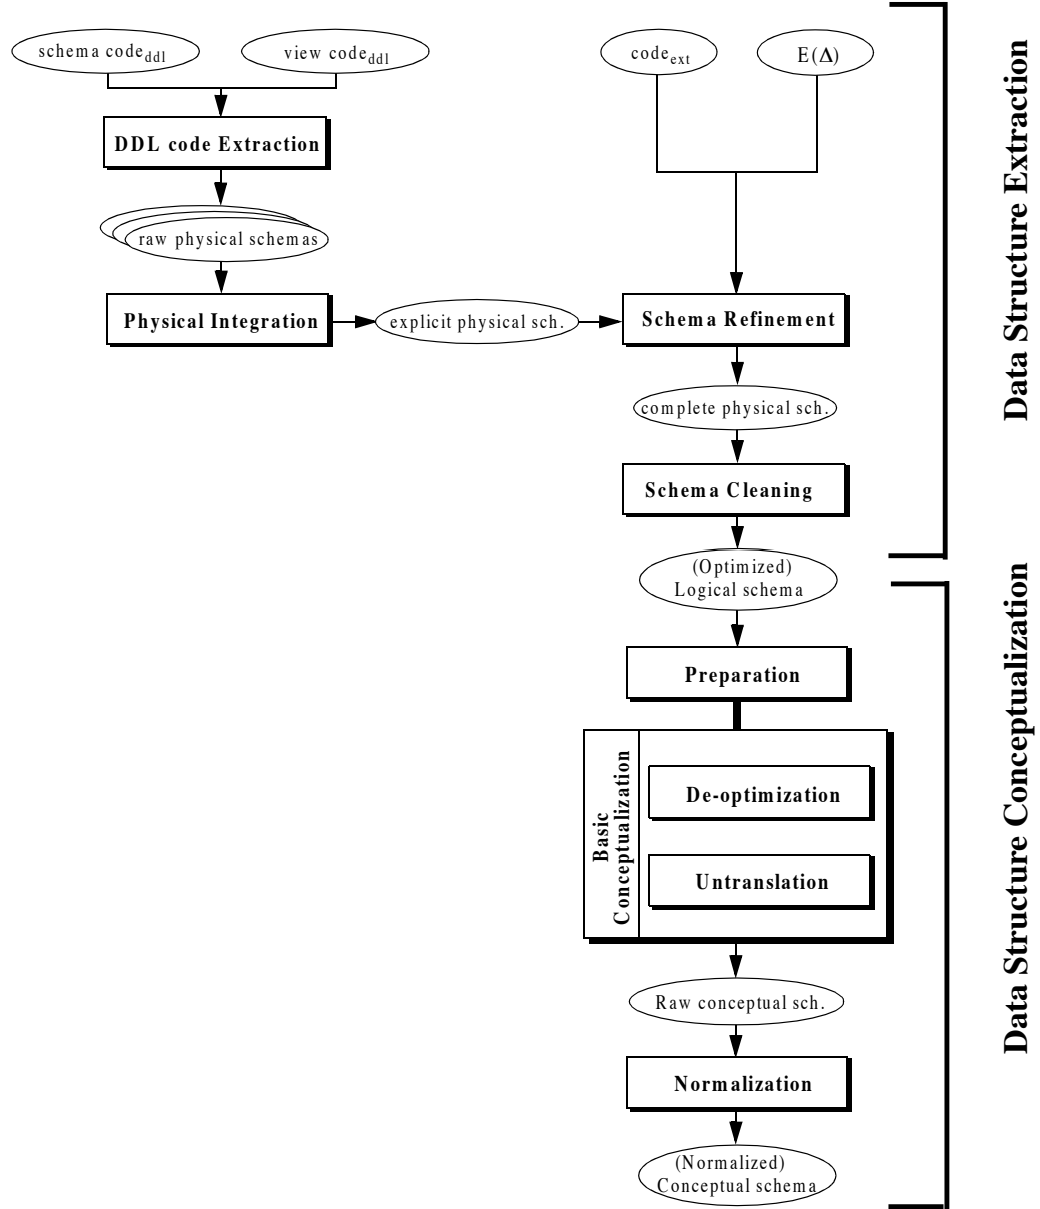 schema code_ddl
view code_ddl
code_ext
E(Δ)
DDL code Extraction
raw physical schemas
Physical Integration
explicit physical sch.
Schema Refinement
complete physical sch.
Schema Cleaning
(Optimized)
Logical schema
Data Structure Extraction
Preparation
Basic
Conceptualization
De-optimization
Untranslation
Raw conceptual sch.
Normalization
(Normalized)
Conceptual schema
Data Structure Conceptualization